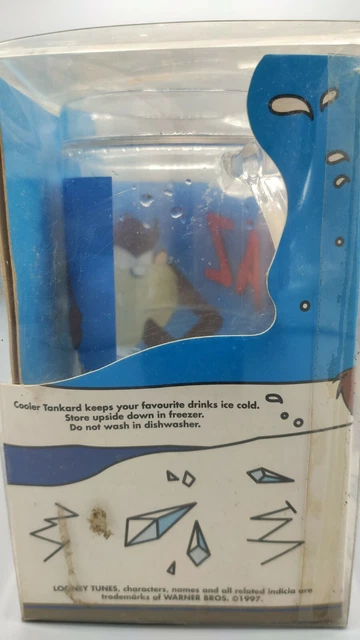 Cooler Tankard keeps your favourite drinks ice cold.
Store upside down in freezer.
Do not wash in dishwasher.
LOONEY TUNES, characters, names and all related indicia are
trademarks of WARNER BROS. ©1997.